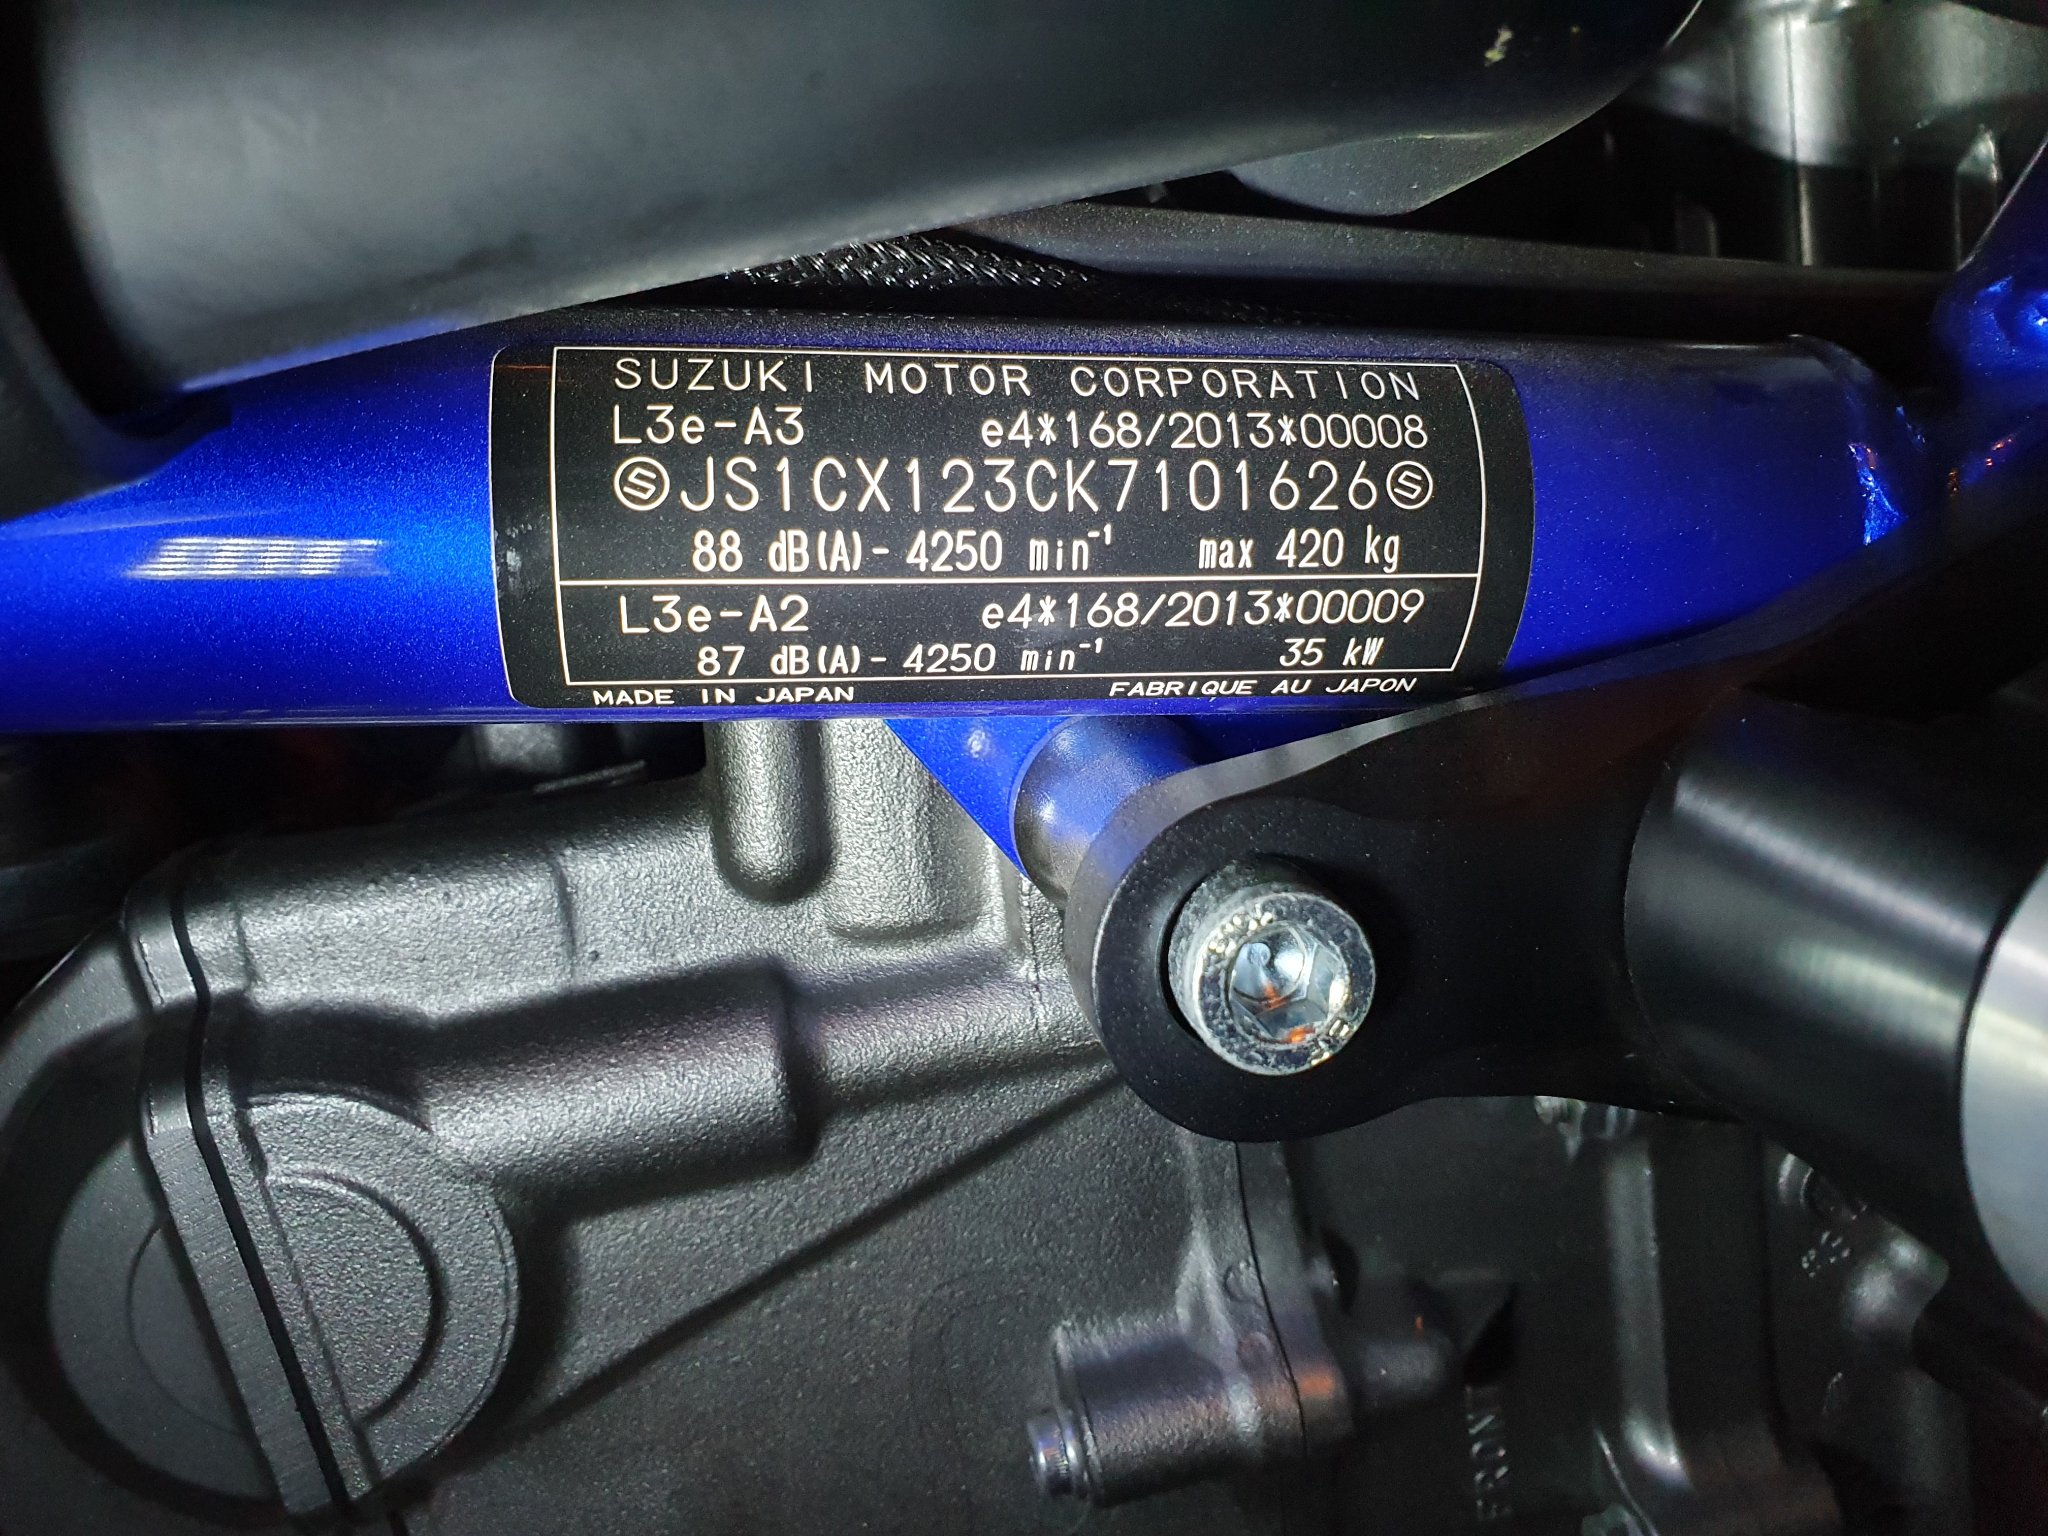 SUZUKI MOTOR CORPORATION
L3e-A3 e4*168/2013*00008
JS1CX123CK7101626
88 dB(A)- 4250 min⁻¹ max 420 kg
L3e-A2 e4*168/2013*00009
87 dB(A)- 4250 min⁻¹ 35 kW
MADE IN JAPAN FABRIQUE AU JAPON